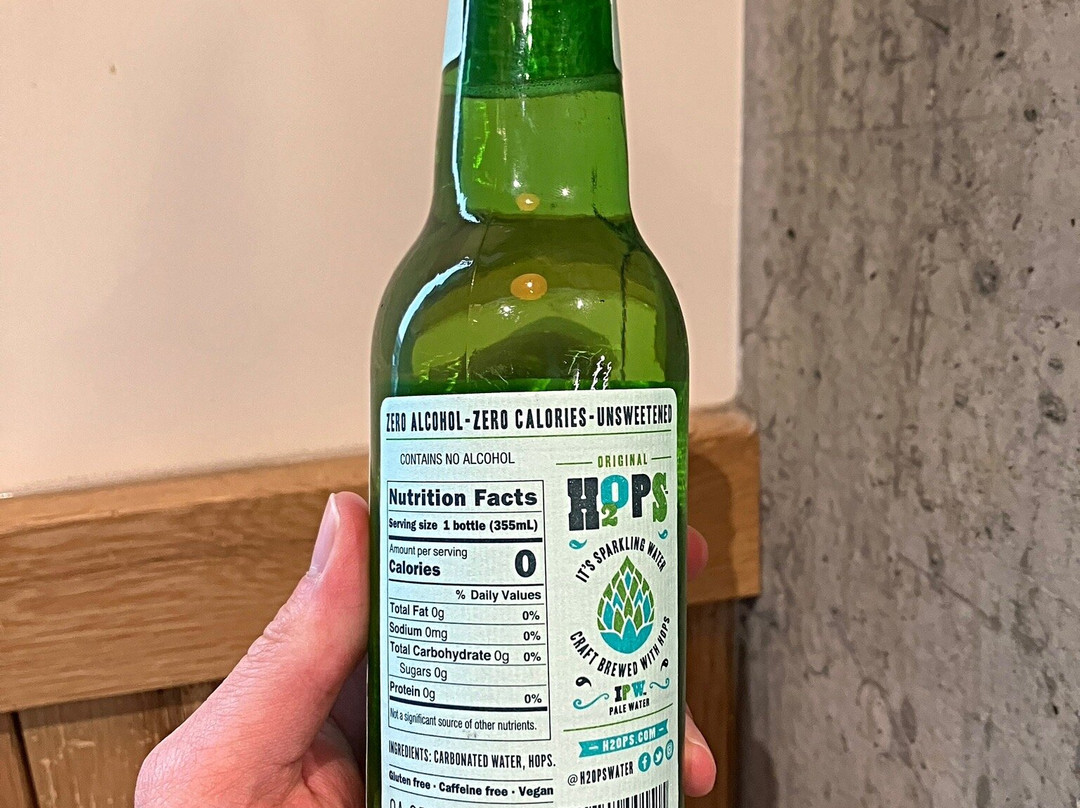 ZERO ALCOHOL-ZERO CALORIES-UNSWEETENED
CONTAINS NO ALCOHOL
Nutrition Facts
Serving size 1 bottle (355mL)
Amount per serving
Calories 0
% Daily Values
Total Fat 0g 0%
Sodium 0mg 0%
Total Carbohydrate 0g 0%
Sugars 0g
Protein 0g 0%
Not a significant source of other nutrients.
INGREDIENTS: CARBONATED WATER, HOPS.
Gluten free · Caffeine free · Vegan
ORIGINAL
H2OPS
IT'S SPARKLING WATER
CRAFT BREWED WITH HOPS
IPW.
PALE WATER
H2OPS.COM
@H2OPSWATER